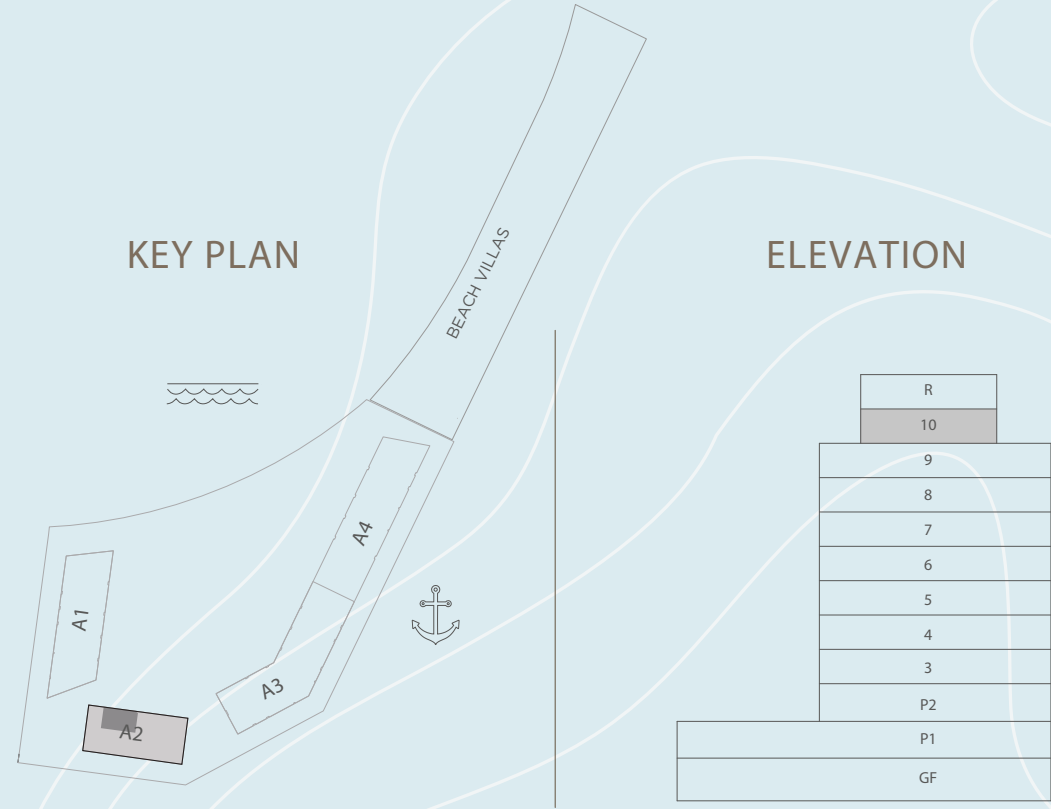 KEY PLAN
BEACH VILLAS
A4
A1
A3
A2
ELEVATION
R
10
9
8
7
6
5
4
3
P2
P1
GF